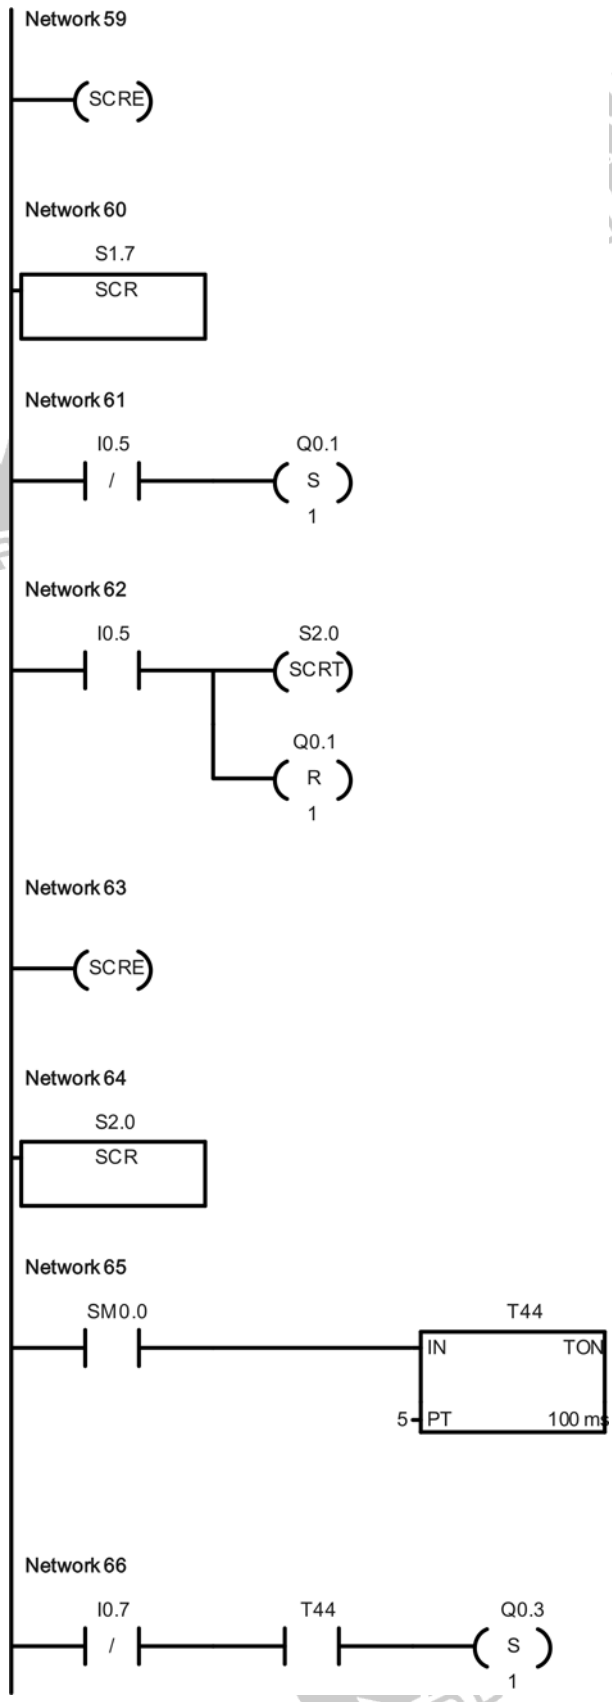 Network 59
SCRE
Network 60
S1.7
SCR
Network 61
I0.5 Q0.1
/ S
1
Network 62
I0.5 S2.0
SCRT
Q0.1
R
1
Network 63
SCRE
Network 64
S2.0
SCR
Network 65
SM0.0 T44
IN TON
5 PT 100 ms
Network 66
I0.7 T44 Q0.3
/ S
1